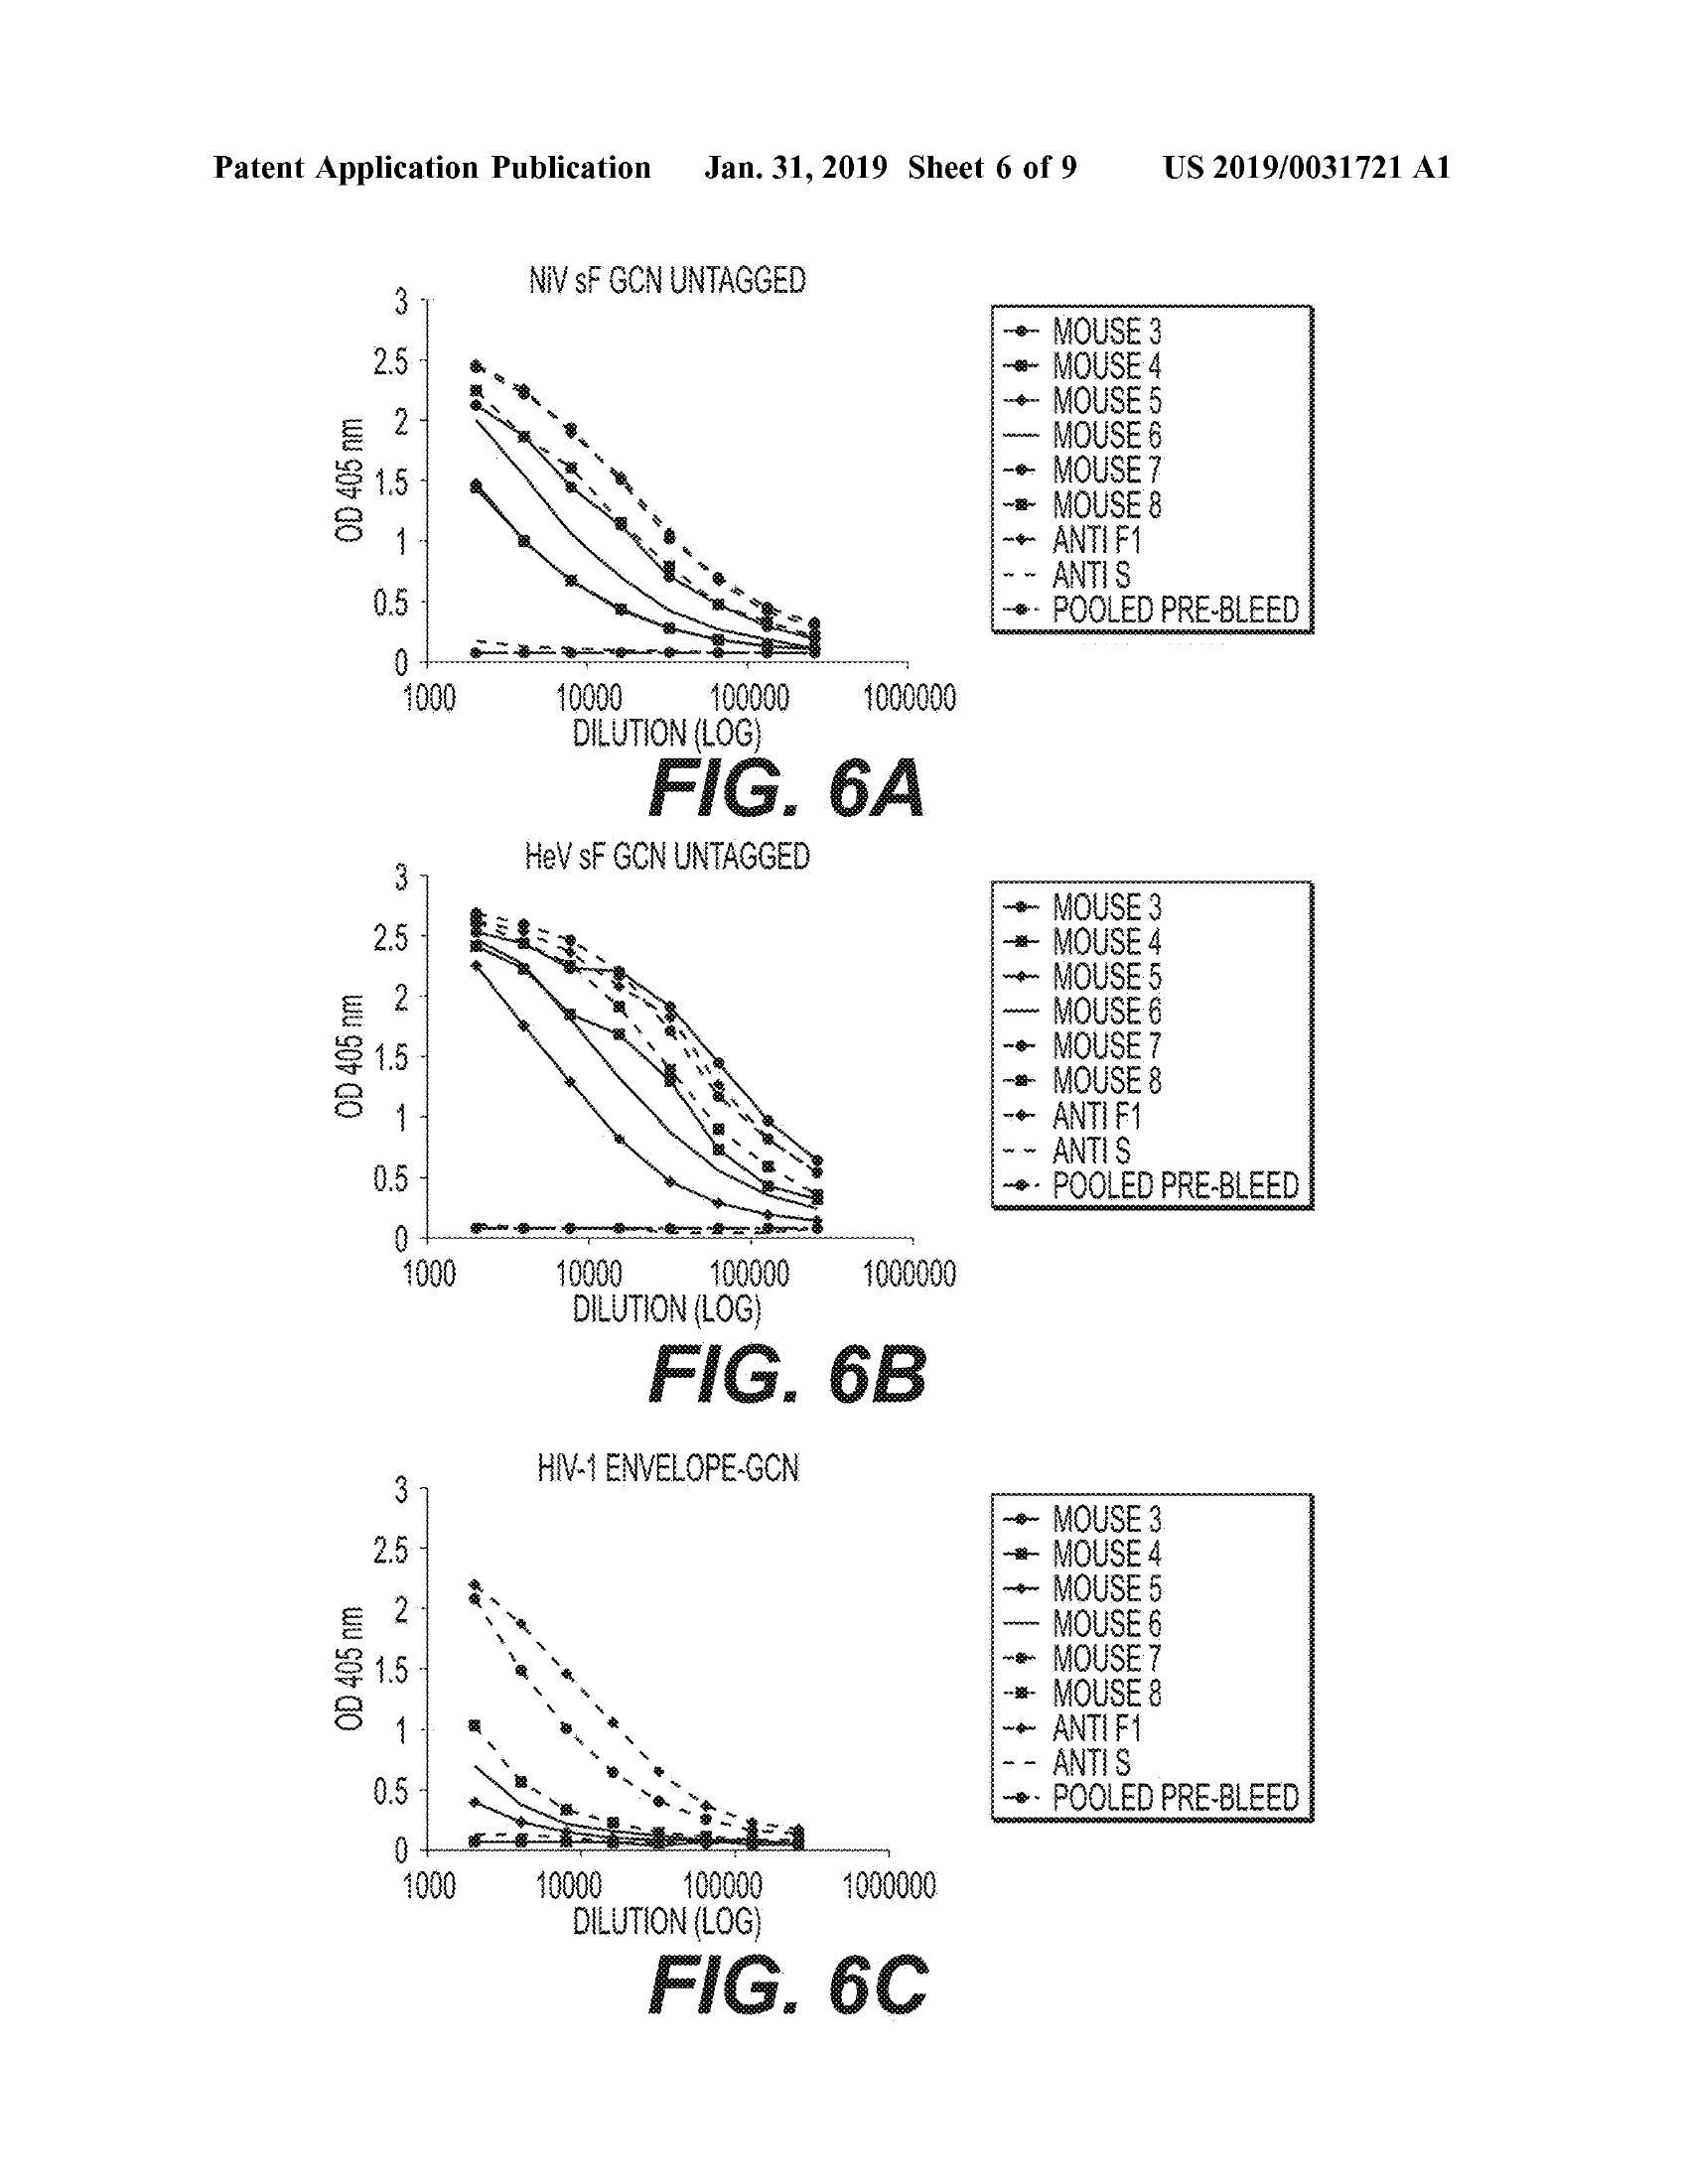 Patent Application Publication Jan. 31, 2019 Sheet 6 of 9 US 2019/0031721 A1
NiV sF GCN UNTAGGED
3
2.5
2
1.5
1
0.5
0
OD 405 nm
1000 10000 100000 1000000
DILUTION (LOG)
MOUSE 3
MOUSE 4
MOUSE 5
MOUSE 6
MOUSE 7
MOUSE 8
ANTI F1
ANTI S
POOLED PRE-BLEED
FIG. 6A
HeV sF GCN UNTAGGED
3
2.5
2
1.5
1
0.5
0
OD 405 nm
1000 10000 100000 1000000
DILUTION (LOG)
MOUSE 3
MOUSE 4
MOUSE 5
MOUSE 6
MOUSE 7
MOUSE 8
ANTI F1
ANTI S
POOLED PRE-BLEED
FIG. 6B
HIV-1 ENVELOPE-GCN
3
2.5
2
1.5
1
0.5
0
OD 405 nm
1000 10000 100000 1000000
DILUTION (LOG)
MOUSE 3
MOUSE 4
MOUSE 5
MOUSE 6
MOUSE 7
MOUSE 8
ANTI F1
ANTI S
POOLED PRE-BLEED
FIG. 6C